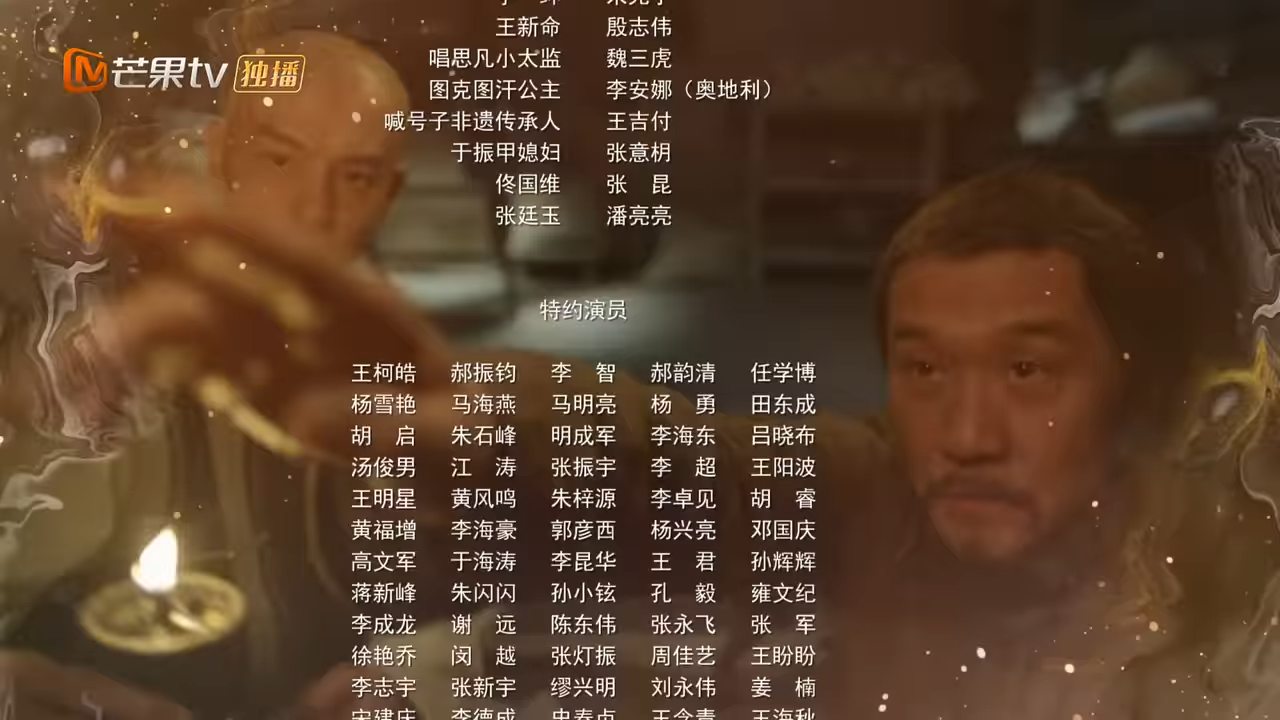 王新命 殷志伟
芒果tv 独播
唱思凡小太监 魏三虎
图克图汗公主 李安娜（奥地利）
喊号子非遗传承人 王吉付
于振甲媳妇 张意枬
佟国维 张 昆
张廷玉 潘亮亮
特约演员
王柯皓 郝振钧 李 智 郝韵清 任学博
杨雪艳 马海燕 马明亮 杨 勇 田东成
胡 启 朱石峰 明成军 李海东 吕晓布
汤俊男 江 涛 张振宇 李 超 王阳波
王明星 黄风鸣 朱梓源 李卓见 胡 睿
黄福增 李海豪 郭彦西 杨兴亮 邓国庆
高文军 于海涛 李昆华 王 君 孙辉辉
蒋新峰 朱闪闪 孙小铉 孔 毅 雍文纪
李成龙 谢 远 陈东伟 张永飞 张 军
徐艳乔 闵 越 张灯振 周佳艺 王盼盼
李志宇 张新宇 缪兴明 刘永伟 姜 楠